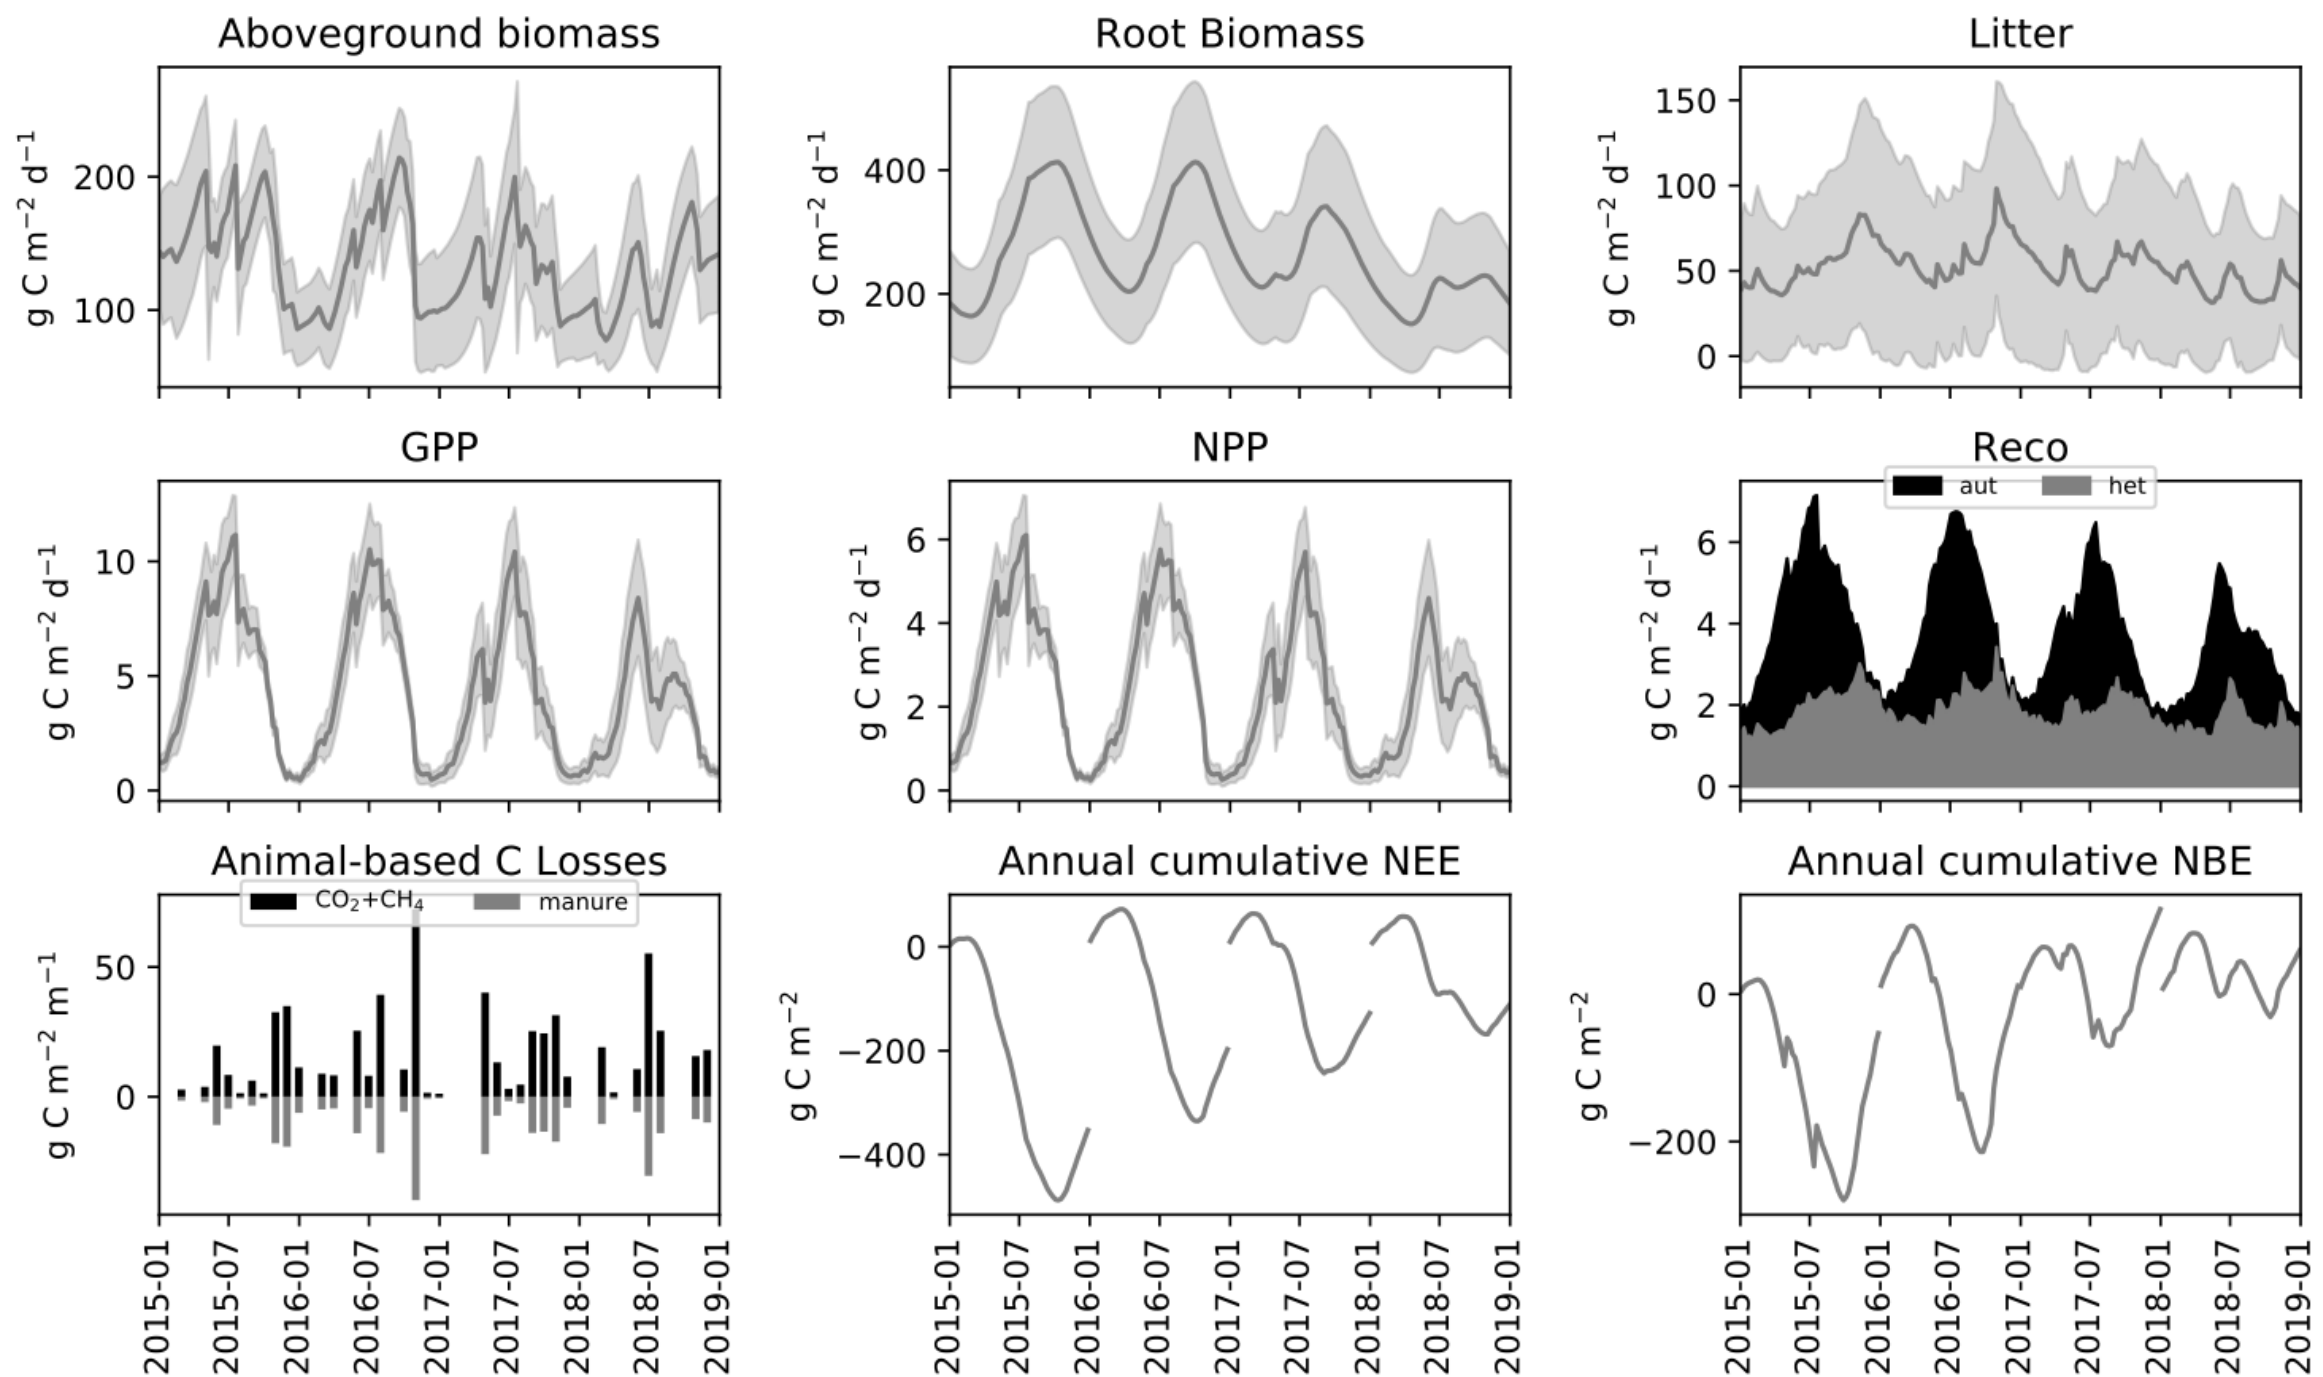 Aboveground biomass
Root Biomass
Litter
g C m⁻² d⁻¹
200
100
g C m⁻² d⁻¹
400
200
g C m⁻² d⁻¹
150
100
50
0
GPP
NPP
Reco
g C m⁻² d⁻¹
10
5
0
g C m⁻² d⁻¹
6
4
2
0
g C m⁻² d⁻¹
aut
het
6
4
2
0
Animal-based C Losses
Annual cumulative NEE
Annual cumulative NBE
g C m⁻² m⁻¹
CO₂+CH₄
manure
50
0
2015-01
2015-07
2016-01
2016-07
2017-01
2017-07
2018-01
2018-07
2019-01
g C m⁻²
0
−200
−400
2015-01
2015-07
2016-01
2016-07
2017-01
2017-07
2018-01
2018-07
2019-01
g C m⁻²
0
−200
2015-01
2015-07
2016-01
2016-07
2017-01
2017-07
2018-01
2018-07
2019-01